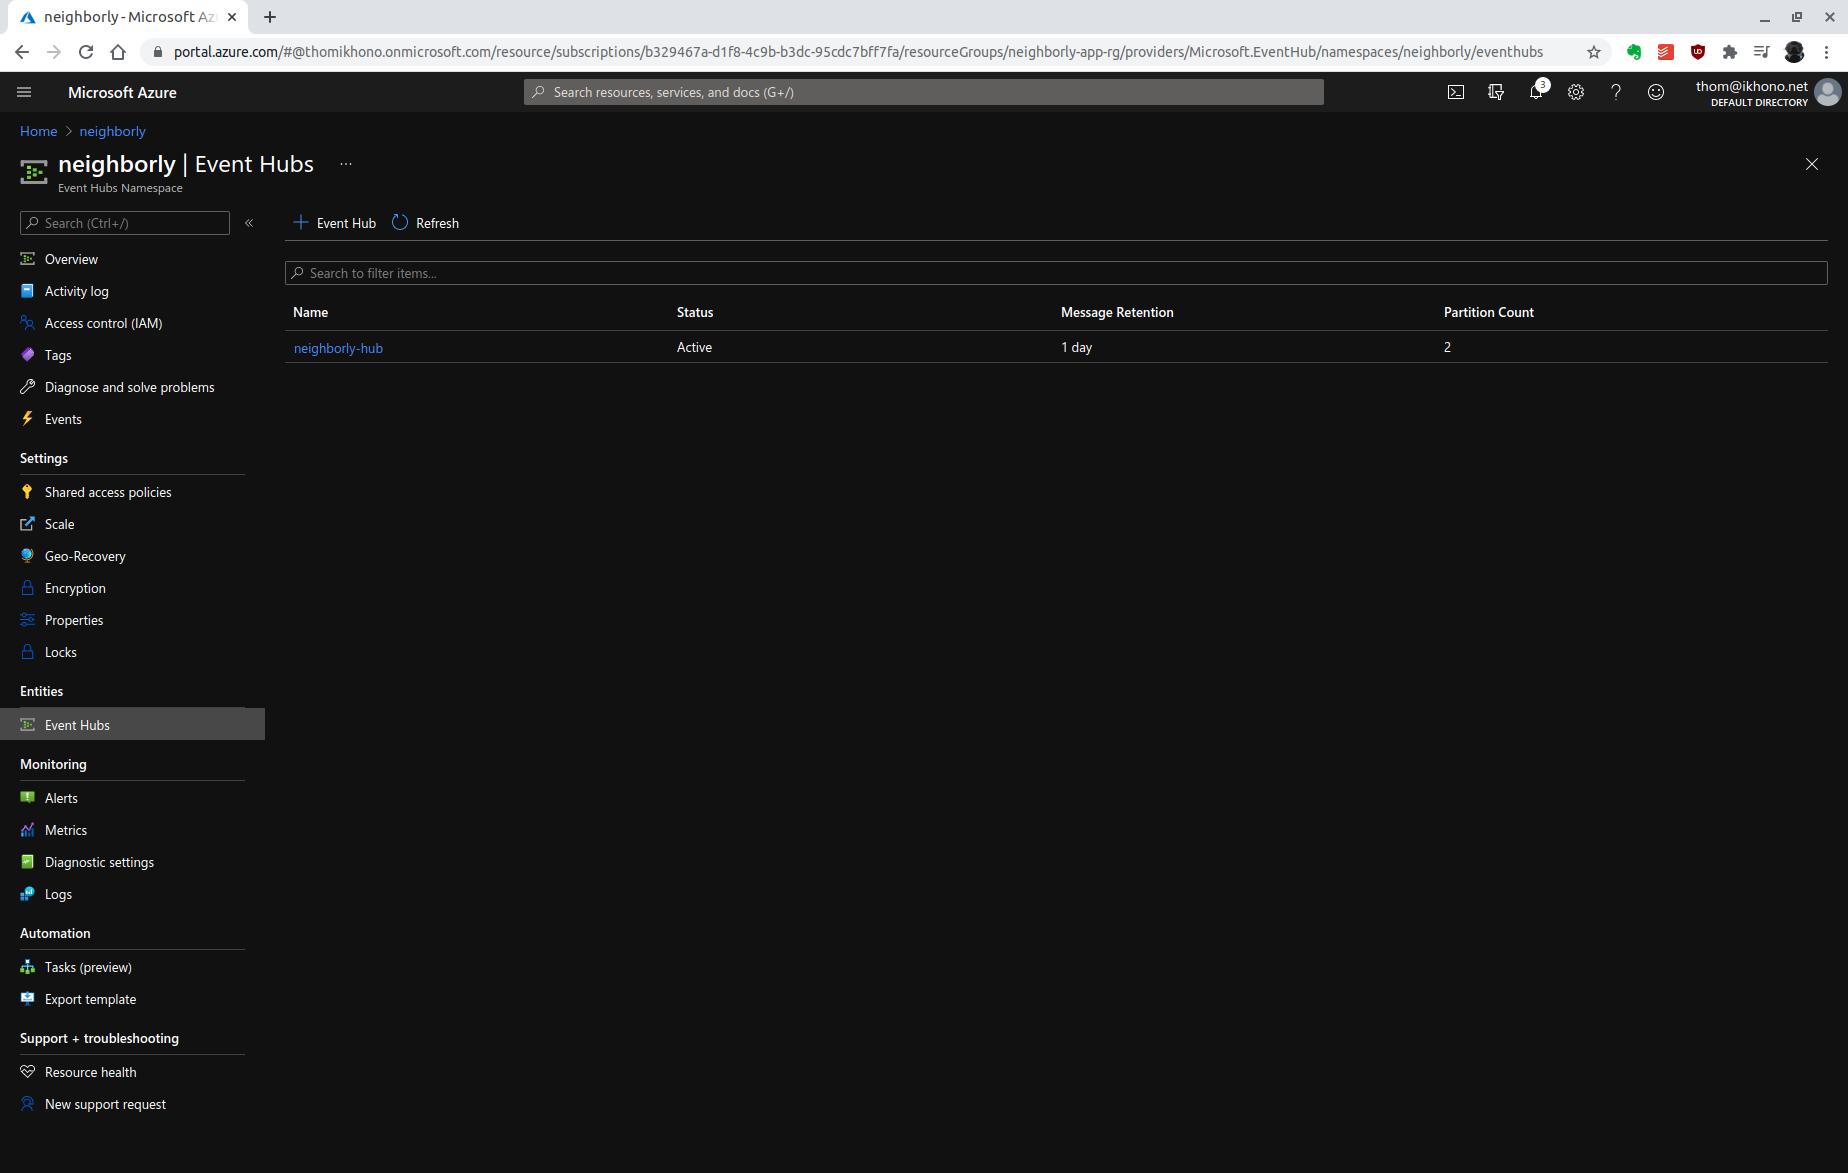 neighborly - Microsoft Az
portal.azure.com/#@thomikhono.onmicrosoft.com/resource/subscriptions/b329467a-d1f8-4c9b-b3dc-95cdc7bff7fa/resourceGroups/neighborly-app-rg/providers/Microsoft.EventHub/namespaces/neighborly/eventhubs
Microsoft Azure
Search resources, services, and docs (G+/)
3
thom@ikhono.net
DEFAULT DIRECTORY
Home > neighborly
neighborly | Event Hubs ...
Event Hubs Namespace
Search (Ctrl+/)
«
Overview
Activity log
Access control (IAM)
Tags
Diagnose and solve problems
Events
Settings
Shared access policies
Scale
Geo-Recovery
Encryption
Properties
Locks
Entities
Event Hubs
Monitoring
Alerts
Metrics
Diagnostic settings
Logs
Automation
Tasks (preview)
Export template
Support + troubleshooting
Resource health
New support request
Event Hub Refresh
Search to filter items...
Name Status Message Retention Partition Count
neighborly-hub Active 1 day 2